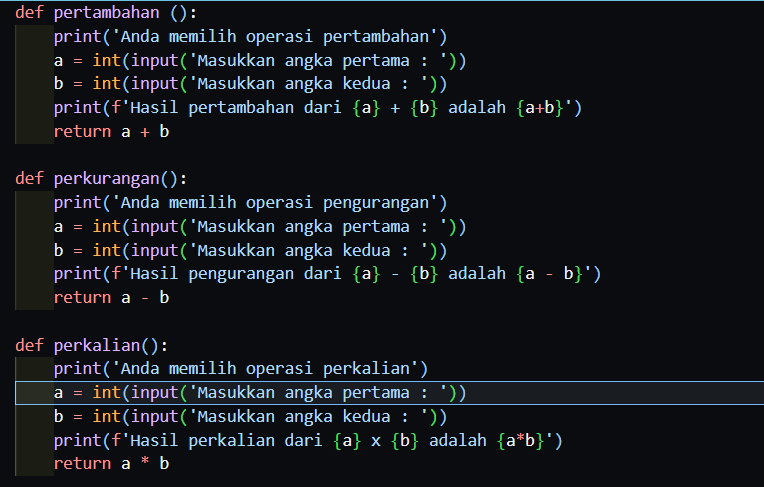 def pertambahan ():
    print('Anda memilih operasi pertambahan')
    a = int(input('Masukkan angka pertama : '))
    b = int(input('Masukkan angka kedua : '))
    print(f'Hasil pertambahan dari {a} + {b} adalah {a+b}')
    return a + b

def perkurangan():
    print('Anda memilih operasi pengurangan')
    a = int(input('Masukkan angka pertama : '))
    b = int(input('Masukkan angka kedua : '))
    print(f'Hasil pengurangan dari {a} - {b} adalah {a - b}')
    return a - b

def perkalian():
    print('Anda memilih operasi perkalian')
    a = int(input('Masukkan angka pertama : '))
    b = int(input('Masukkan angka kedua : '))
    print(f'Hasil perkalian dari {a} x {b} adalah {a*b}')
    return a * b